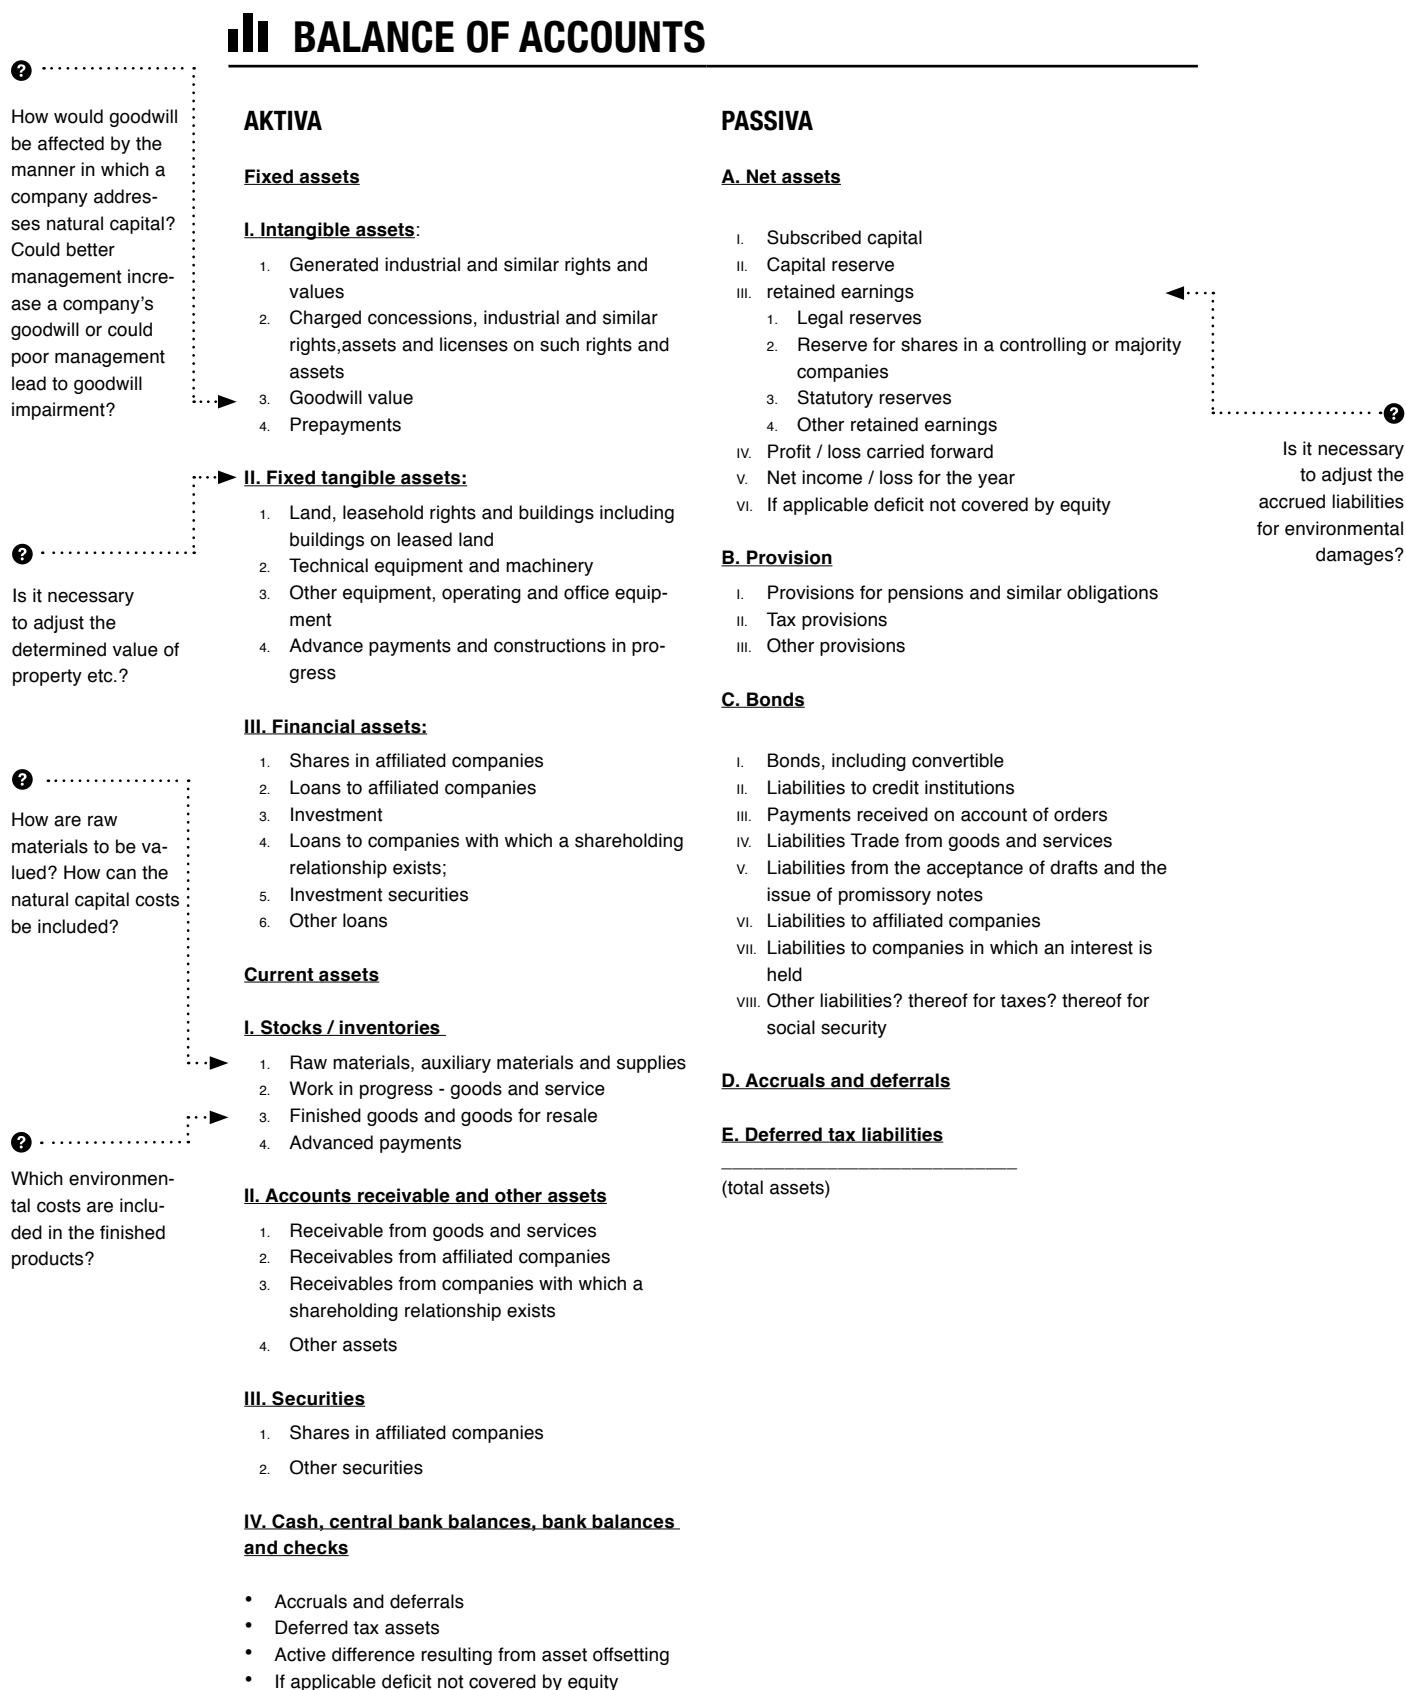 BALANCE OF ACCOUNTS
How would goodwill
be affected by the
manner in which a
company addres-
ses natural capital?
Could better
management incre-
ase a company's
goodwill or could
poor management
lead to goodwill
impairment?
Is it necessary
to adjust the
determined value of
property etc.?
How are raw
materials to be va-
lued? How can the
natural capital costs
be included?
Which environmen-
tal costs are inclu-
ded in the finished
products?
AKTIVA
Fixed assets
I. Intangible assets:
1. Generated industrial and similar rights and
values
2. Charged concessions, industrial and similar
rights,assets and licenses on such rights and
assets
3. Goodwill value
4. Prepayments
II. Fixed tangible assets:
1. Land, leasehold rights and buildings including
buildings on leased land
2. Technical equipment and machinery
3. Other equipment, operating and office equip-
ment
4. Advance payments and constructions in pro-
gress
III. Financial assets:
1. Shares in affiliated companies
2. Loans to affiliated companies
3. Investment
4. Loans to companies with which a shareholding
relationship exists;
5. Investment securities
6. Other loans
Current assets
I. Stocks / inventories
1. Raw materials, auxiliary materials and supplies
2. Work in progress - goods and service
3. Finished goods and goods for resale
4. Advanced payments
II. Accounts receivable and other assets
1. Receivable from goods and services
2. Receivables from affiliated companies
3. Receivables from companies with which a
shareholding relationship exists
4. Other assets
III. Securities
1. Shares in affiliated companies
2. Other securities
IV. Cash, central bank balances, bank balances
and checks
• Accruals and deferrals
• Deferred tax assets
• Active difference resulting from asset offsetting
• If applicable deficit not covered by equity
PASSIVA
A. Net assets
I. Subscribed capital
II. Capital reserve
III. retained earnings
1. Legal reserves
2. Reserve for shares in a controlling or majority
companies
3. Statutory reserves
4. Other retained earnings
IV. Profit / loss carried forward
V. Net income / loss for the year
VI. If applicable deficit not covered by equity
B. Provision
I. Provisions for pensions and similar obligations
II. Tax provisions
III. Other provisions
C. Bonds
I. Bonds, including convertible
II. Liabilities to credit institutions
III. Payments received on account of orders
IV. Liabilities Trade from goods and services
V. Liabilities from the acceptance of drafts and the
issue of promissory notes
VI. Liabilities to affiliated companies
VII. Liabilities to companies in which an interest is
held
VIII. Other liabilities? thereof for taxes? thereof for
social security
D. Accruals and deferrals
E. Deferred tax liabilities
(total assets)
Is it necessary
to adjust the
accrued liabilities
for environmental
damages?